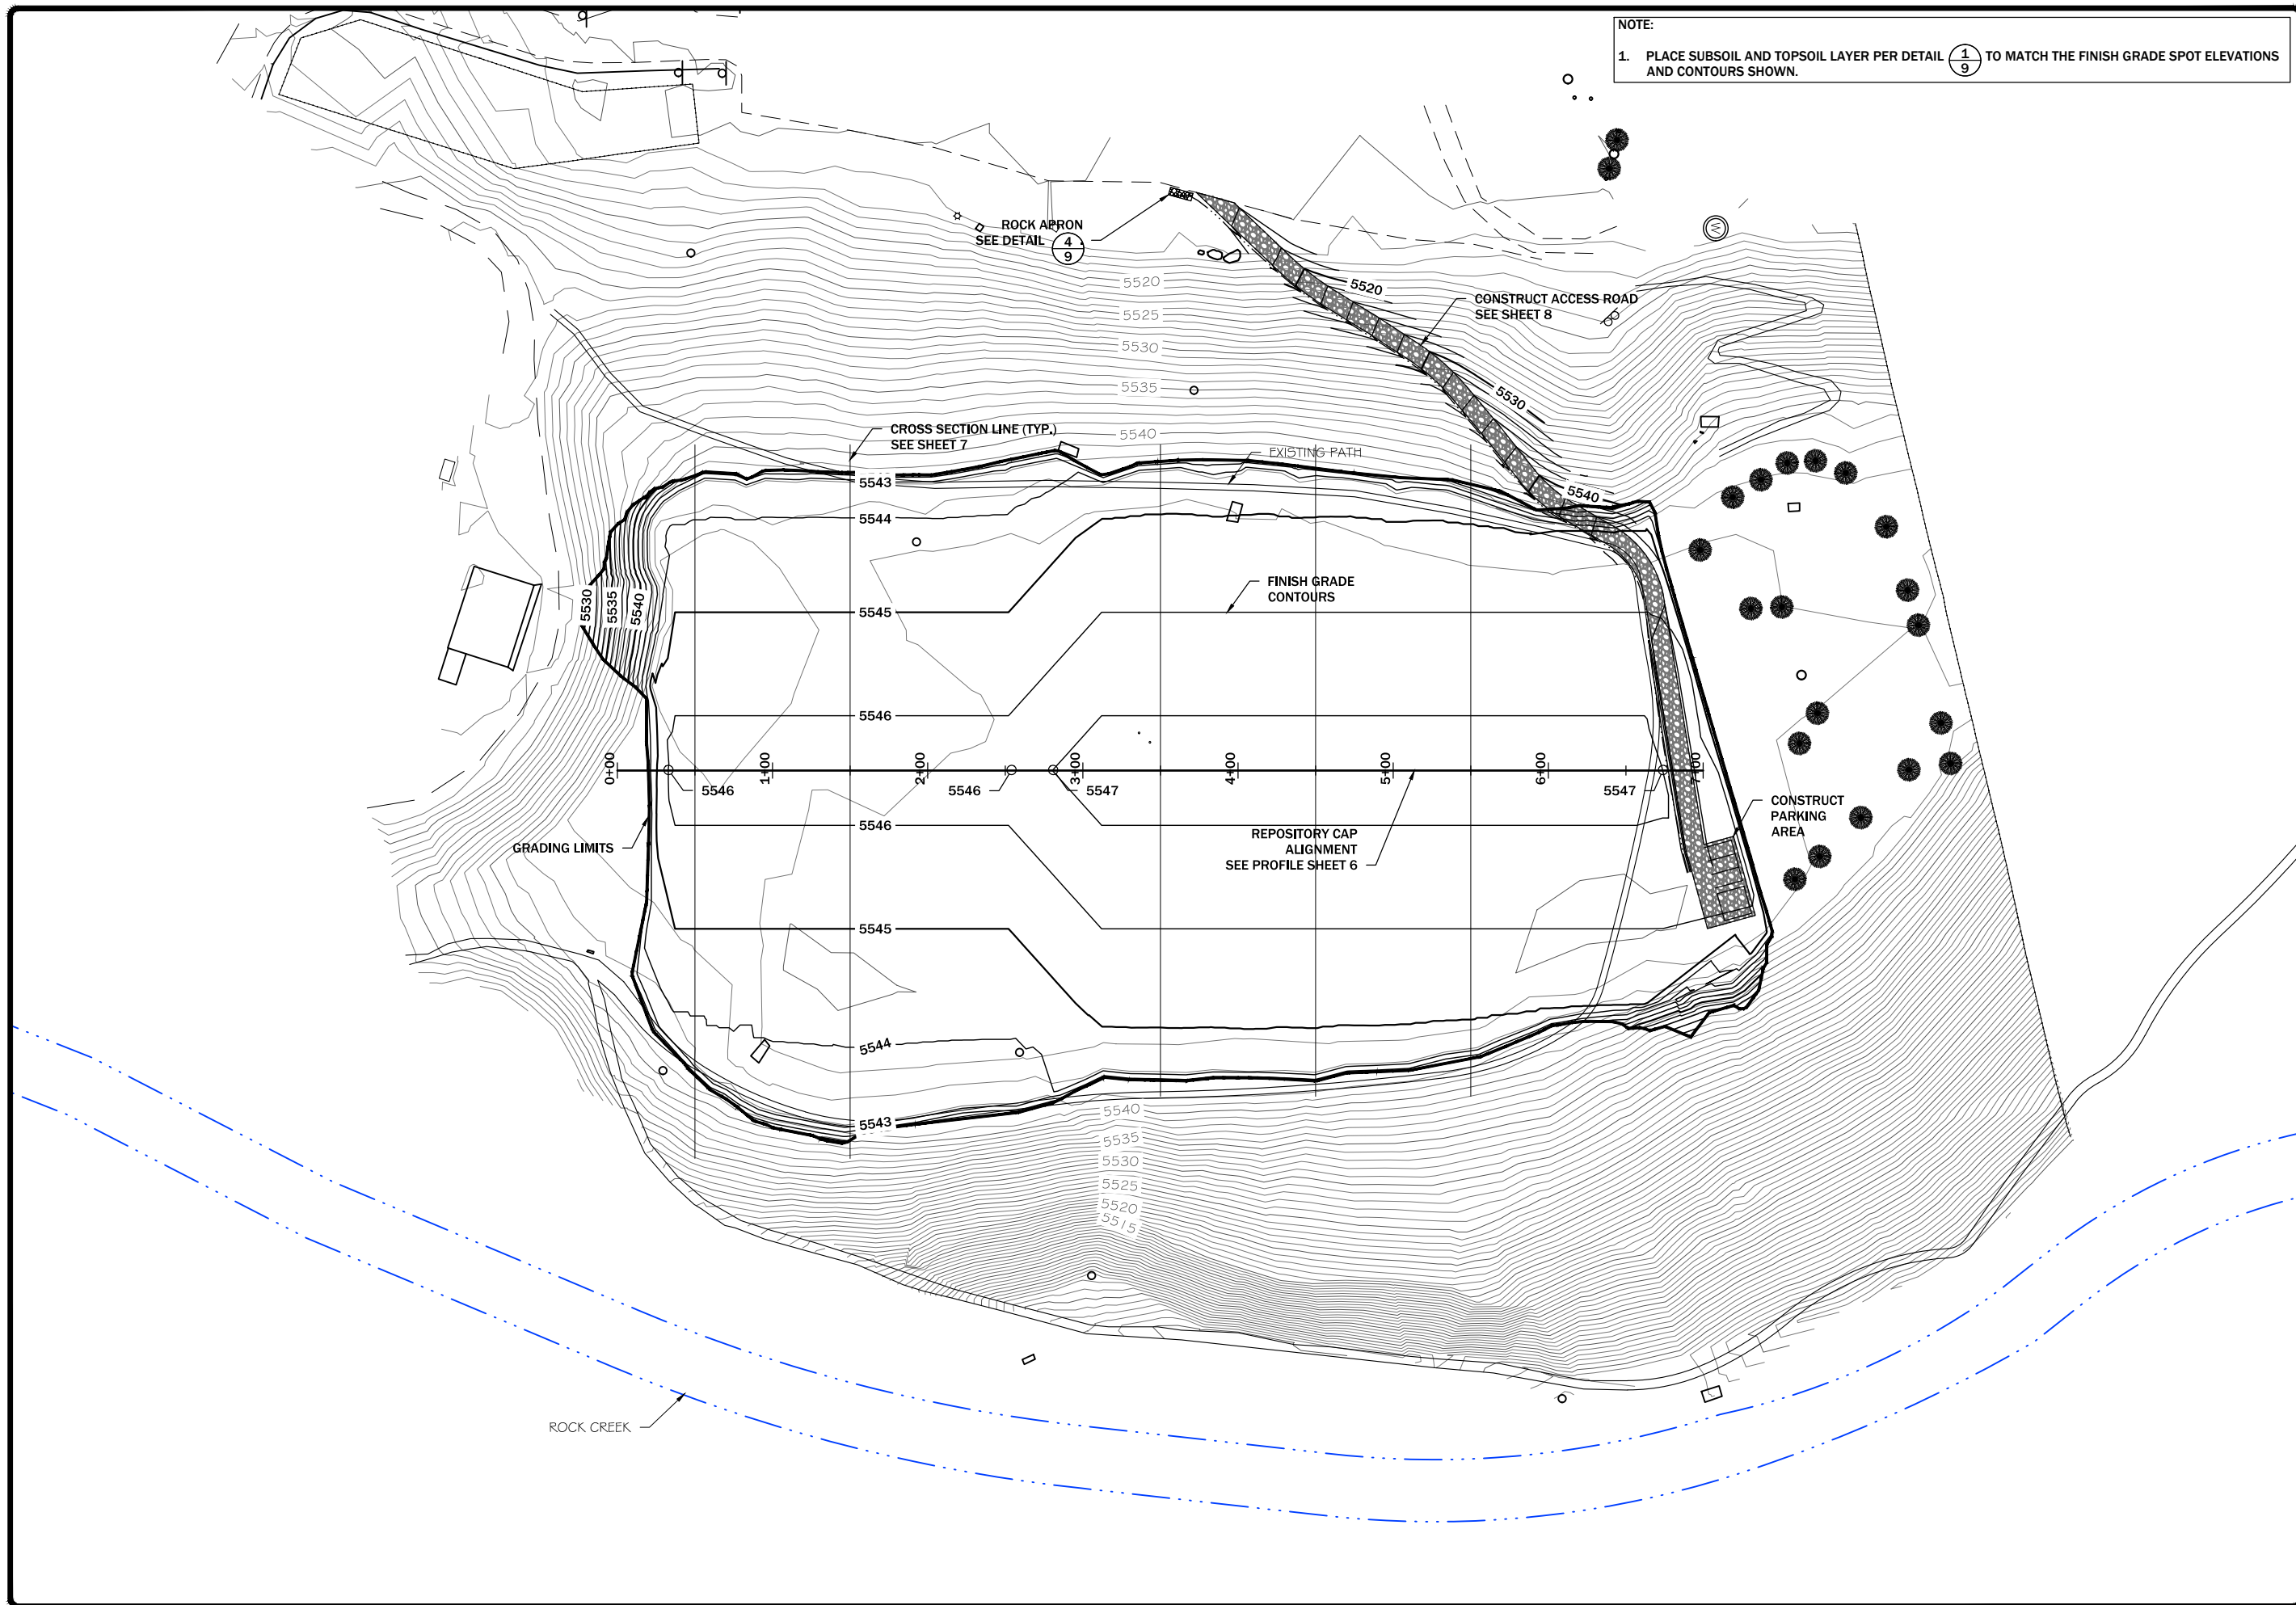 NOTE:
1. PLACE SUBSOIL AND TOPSOIL LAYER PER DETAIL 1 9 TO MATCH THE FINISH GRADE SPOT ELEVATIONS
AND CONTOURS SHOWN.
W
ROCK APRON
SEE DETAIL 4 9
5520
5520
CONSTRUCT ACCESS ROAD
SEE SHEET 8
5525
5530
5535
5530
CROSS SECTION LINE (TYP.)
SEE SHEET 7
5540
EXISTING PATH
5543
5540
5544
5530
5535
5540
FINISH GRADE
CONTOURS
5545
5546
0+00
1+00
2+00
3+00
4+00
5+00
6+00
7+00
5546
5546
5547
5547
CONSTRUCT
PARKING
AREA
5546
REPOSITORY CAP
ALIGNMENT
SEE PROFILE SHEET 6
GRADING LIMITS
5545
5544
5543
5540
5535
5530
5525
5520
5515
ROCK CREEK